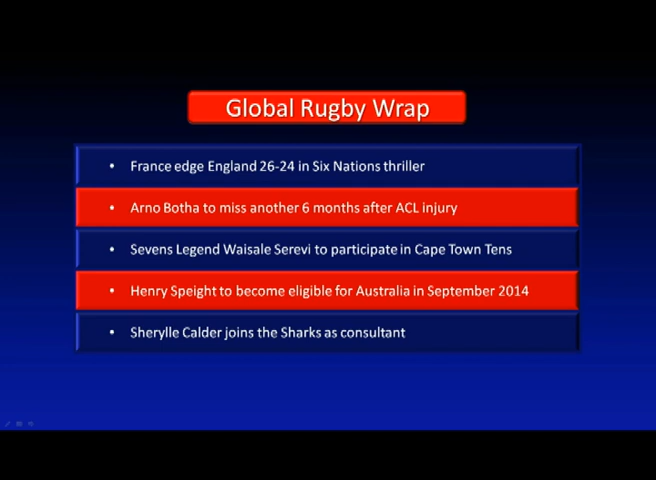 Global Rugby Wrap
• France edge England 26-24 in Six Nations thriller
• Arno Botha to miss another 6 months after ACL injury
• Sevens Legend Waisale Serevi to participate in Cape Town Tens
• Henry Speight to become eligible for Australia in September 2014
• Sherylle Calder joins the Sharks as consultant